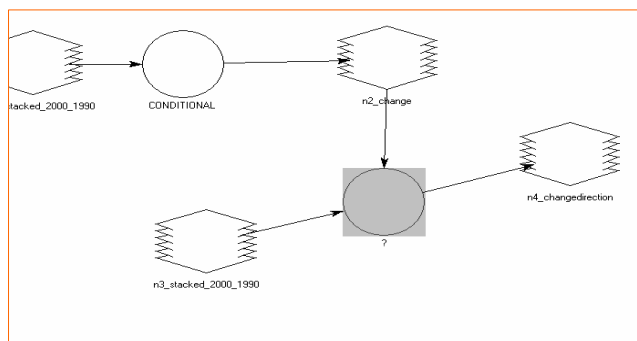 stacked_2000_1990
CONDITIONAL
n2_change
n4_changedirection
?
n3_stacked_2000_1990